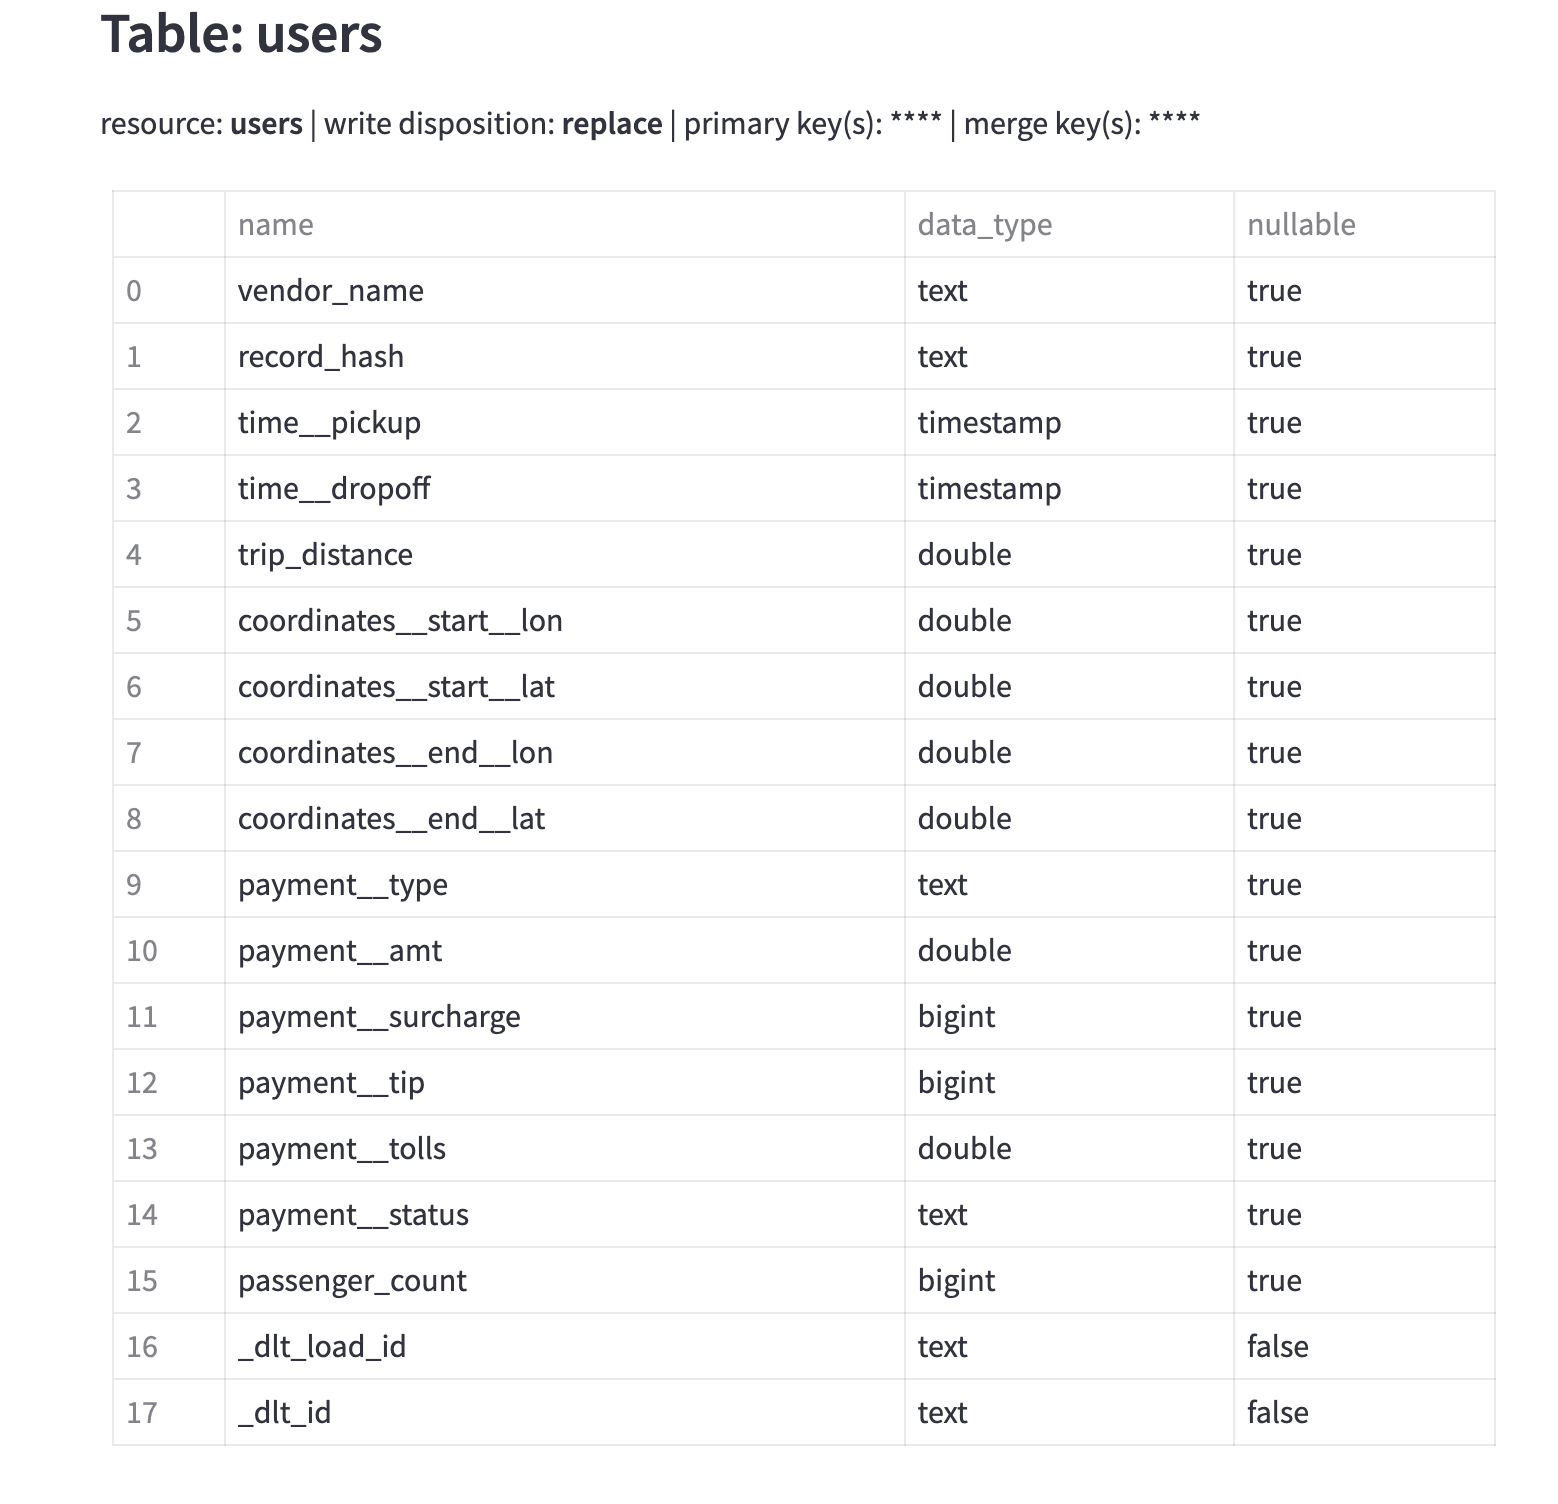 Table: users
resource: users | write disposition: replace | primary key(s): **** | merge key(s): ****
name data_type nullable
0 vendor_name text true
1 record_hash text true
2 time__pickup timestamp true
3 time__dropoff timestamp true
4 trip_distance double true
5 coordinates__start__lon double true
6 coordinates__start__lat double true
7 coordinates__end__lon double true
8 coordinates__end__lat double true
9 payment__type text true
10 payment__amt double true
11 payment__surcharge bigint true
12 payment__tip bigint true
13 payment__tolls double true
14 payment__status text true
15 passenger_count bigint true
16 _dlt_load_id text false
17 _dlt_id text false